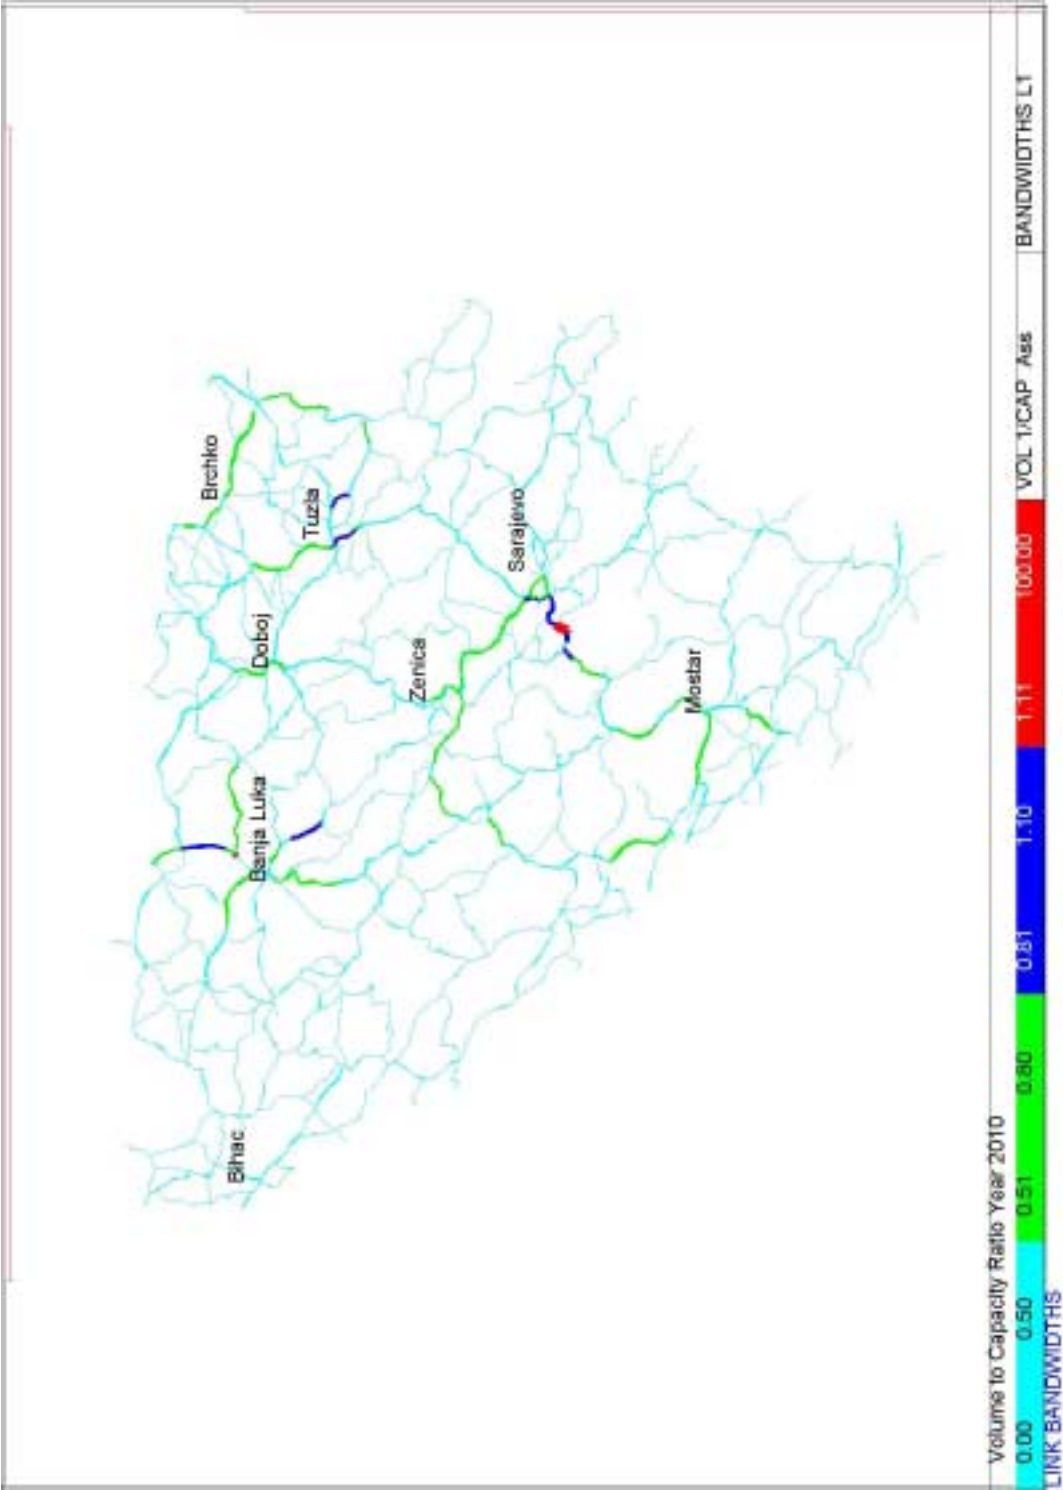 Brchko
Tuzla
Doboj
Sarajevo
Zenica
Banja Luka
Mostar
Bihac
Volume to Capacity Ratio Year 2010
0.00 0.50 0.51 0.80 0.81 1.10 1.11 100.00 VOL 1/CAP Ass BANDWIDTHS L1
LINK BANDWIDTHS